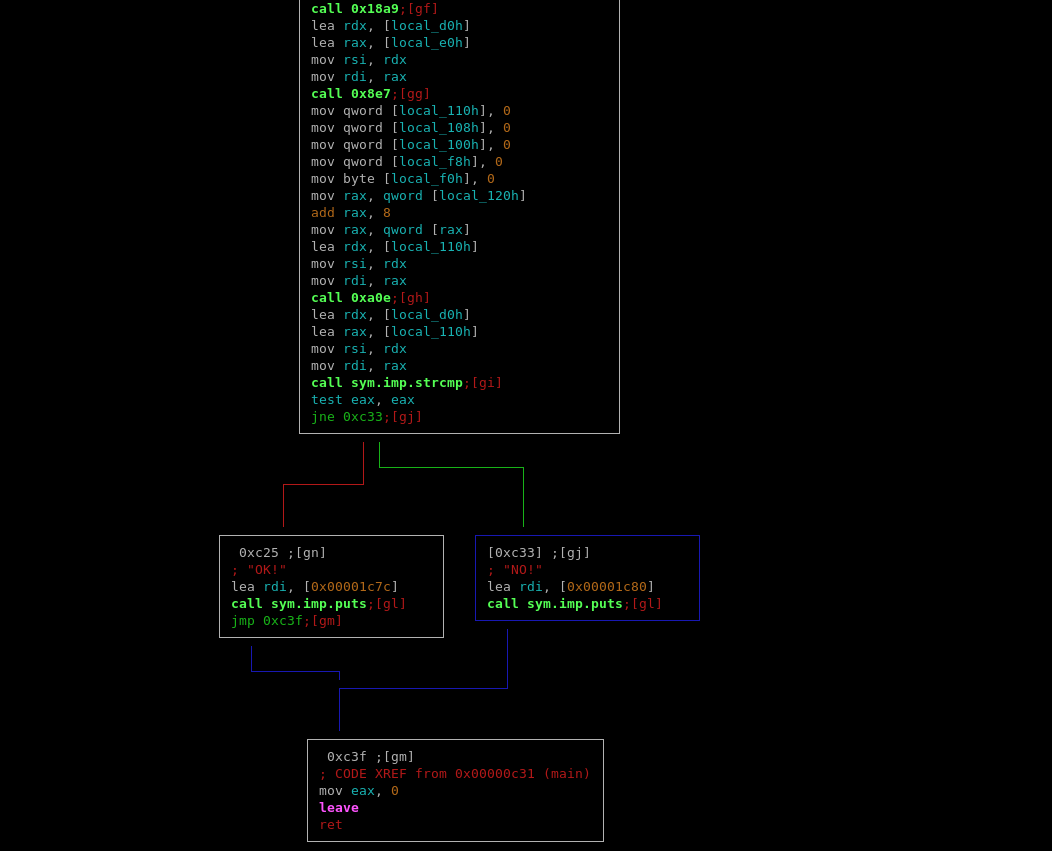 call 0x18a9;[gf]
lea rdx, [local_d0h]
lea rax, [local_e0h]
mov rsi, rdx
mov rdi, rax
call 0x8e7;[gg]
mov qword [local_110h], 0
mov qword [local_108h], 0
mov qword [local_100h], 0
mov qword [local_f8h], 0
mov byte [local_f0h], 0
mov rax, qword [local_120h]
add rax, 8
mov rax, qword [rax]
lea rdx, [local_110h]
mov rsi, rdx
mov rdi, rax
call 0xa0e;[gh]
lea rdx, [local_d0h]
lea rax, [local_110h]
mov rsi, rdx
mov rdi, rax
call sym.imp.strcmp;[gi]
test eax, eax
jne 0xc33;[gj]
0xc25 ;[gn]
; "OK!"
lea rdi, [0x00001c7c]
call sym.imp.puts;[gl]
jmp 0xc3f;[gm]
[0xc33] ;[gj]
; "NO!"
lea rdi, [0x00001c80]
call sym.imp.puts;[gl]
0xc3f ;[gm]
; CODE XREF from 0x00000c31 (main)
mov eax, 0
leave
ret